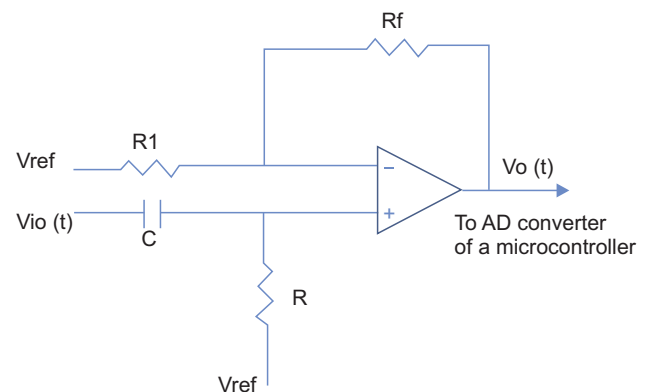 Rf
R1
Vref
Vo (t)
Vio (t)
C
To AD converter
of a microcontroller
R
Vref